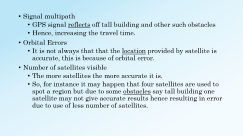 • Signal multipath
• GPS signal reflects off tall building and other such obstacles
• Hence, increasing the travel time.
• Orbital Errors
• It is not always that that the location provided by satellite is
accurate, this is because of orbital error.
• Number of satellites visible
• The more satellites the more accurate it is.
• So, for instance it may happen that four satellites are used to
spot a region but due to some obstacles say tall building one
satellite may not give accurate results hence resulting in error
due to use of less number of satellites.